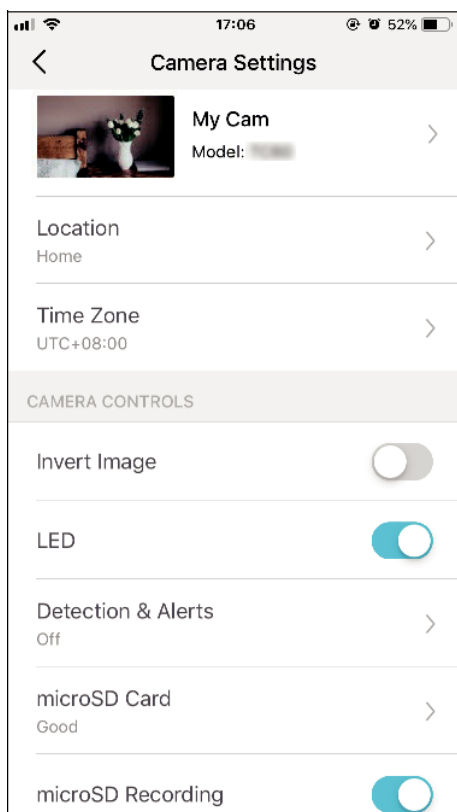 17:06
52%
Camera Settings
My Cam
Model:
Location
Home
Time Zone
UTC+08:00
CAMERA CONTROLS
Invert Image
LED
Detection & Alerts
Off
microSD Card
Good
microSD Recording